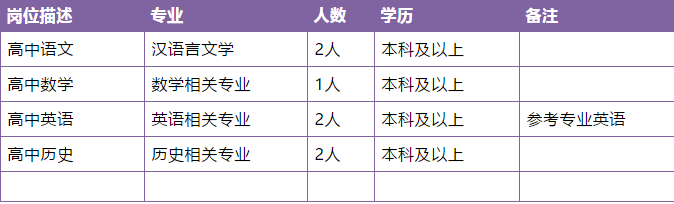 岗位描述 专业 人数 学历 备注
高中语文 汉语言文学 2人 本科及以上
高中数学 数学相关专业 1人 本科及以上
高中英语 英语相关专业 2人 本科及以上 参考专业英语
高中历史 历史相关专业 2人 本科及以上